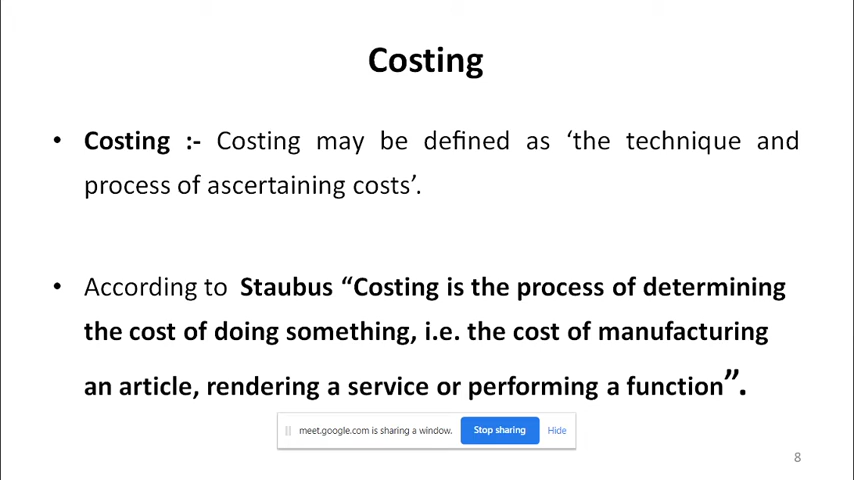 Costing
• Costing :- Costing may be defined as ‘the technique and
process of ascertaining costs’.
• According to Staubus “Costing is the process of determining
the cost of doing something, i.e. the cost of manufacturing
an article, rendering a service or performing a function”.
meet.google.com is sharing a window. Stop sharing Hide
8